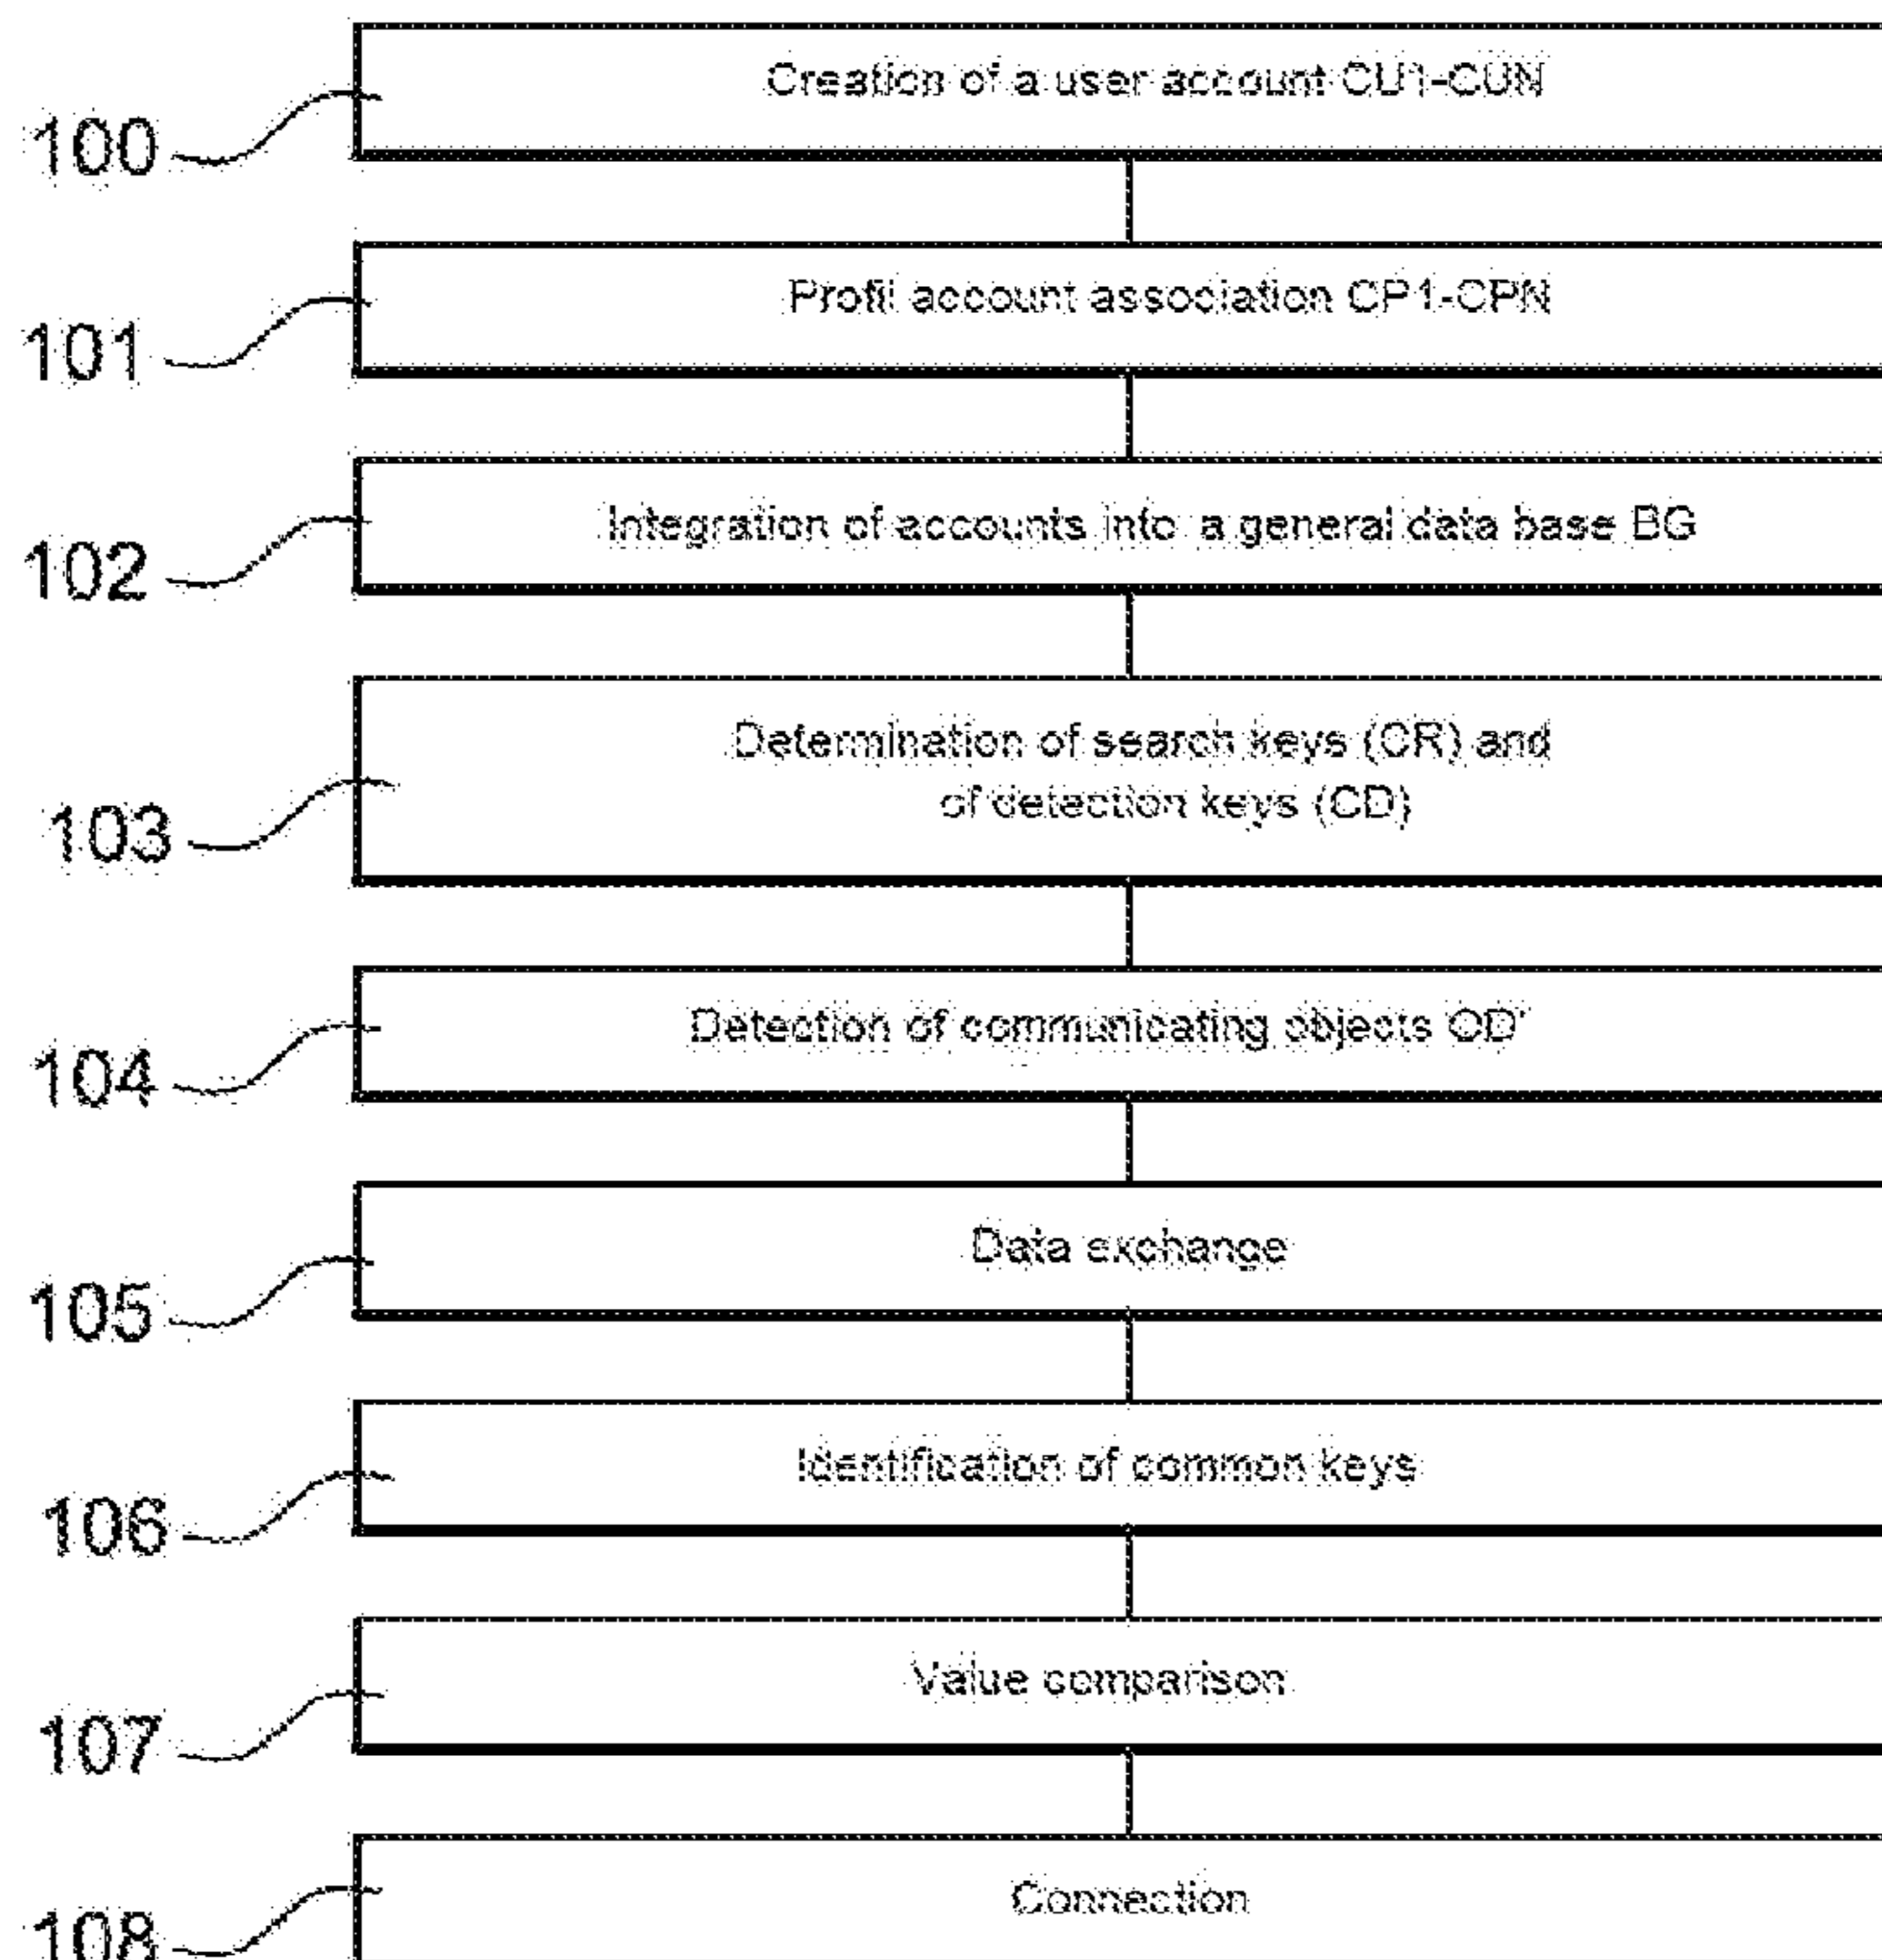 Creation of a user account CU1-CUN
100
Profil account association CP1-CPN
101
Integration of accounts into a general data base BG
102
Determination of search keys (CR) and
of detection keys (CD)
103
Detection of communicating objects OD'
104
Data exchange
105
Identification of common keys
106
Value comparison
107
Connection
108